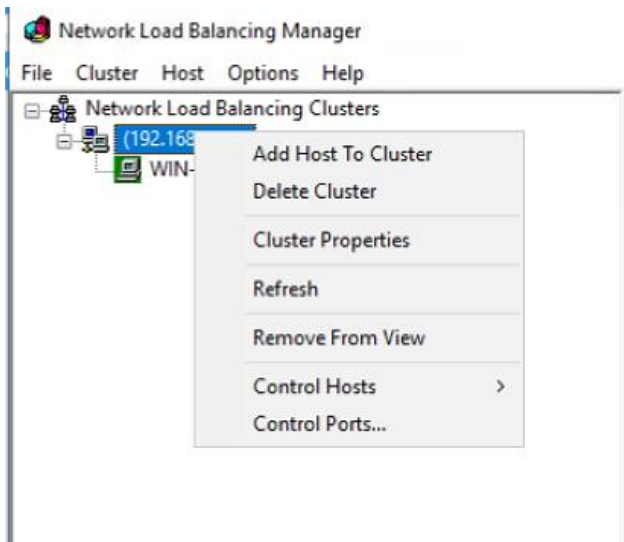 Network Load Balancing Manager
File Cluster Host Options Help
Network Load Balancing Clusters
(192.168
WIN-
Add Host To Cluster
Delete Cluster
Cluster Properties
Refresh
Remove From View
Control Hosts >
Control Ports...